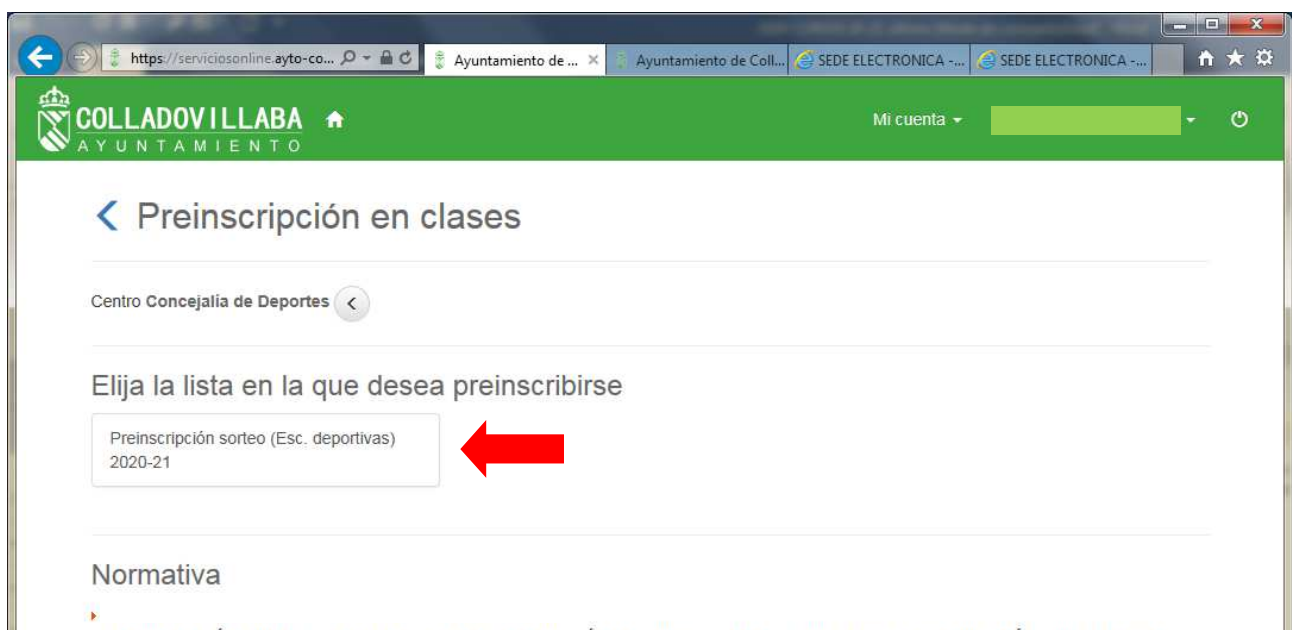 https://serviciosonline.ayto-co...
Ayuntamiento de ...
Ayuntamiento de Coll...
SEDE ELECTRONICA -...
SEDE ELECTRONICA -...
COLLADOVILLABA
AYUNTAMIENTO
Mi cuenta
Preinscripción en clases
Centro Concejalía de Deportes
Elija la lista en la que desea preinscribirse
Preinscripción sorteo (Esc. deportivas)
2020-21
Normativa